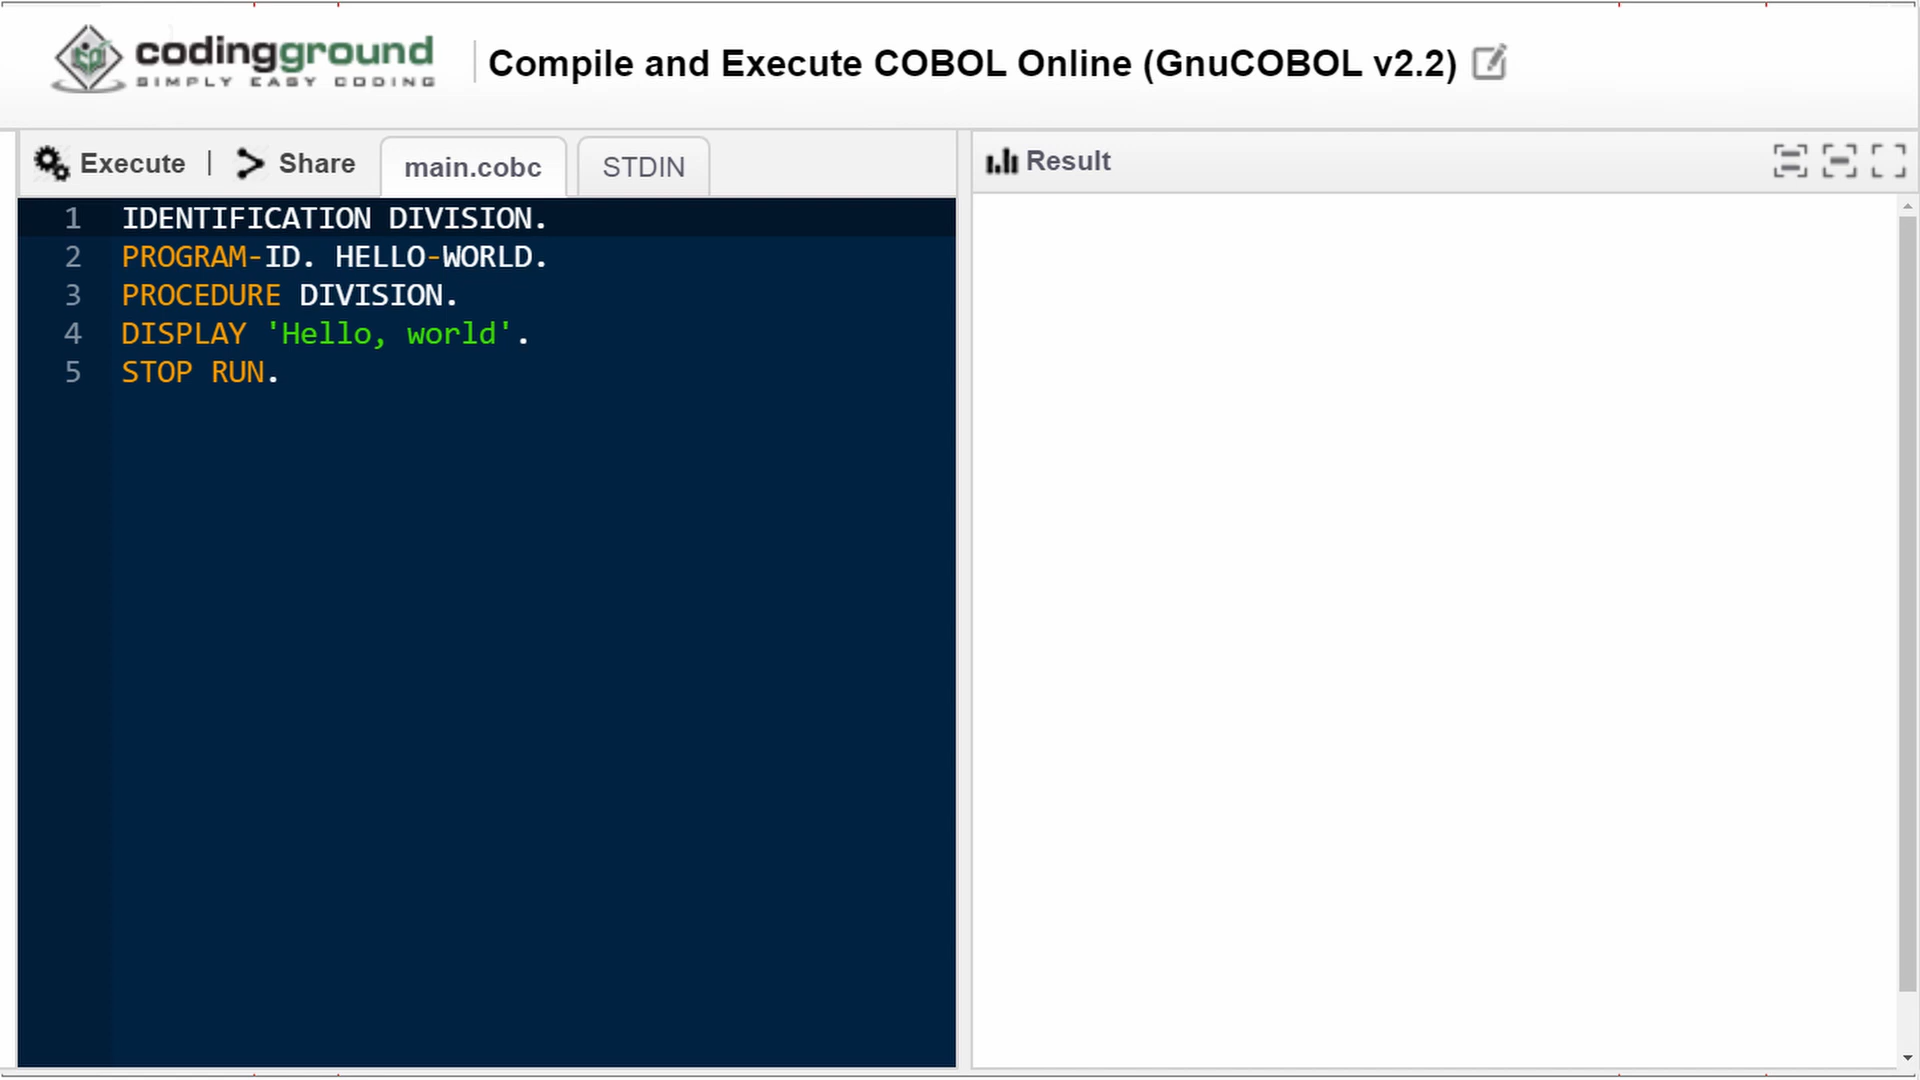 codingground
SIMPLY EASY CODING
Compile and Execute COBOL Online (GnuCOBOL v2.2)
Execute | Share main.cobc STDIN
1 IDENTIFICATION DIVISION.
2 PROGRAM-ID. HELLO-WORLD.
3 PROCEDURE DIVISION.
4 DISPLAY 'Hello, world'.
5 STOP RUN.
Result